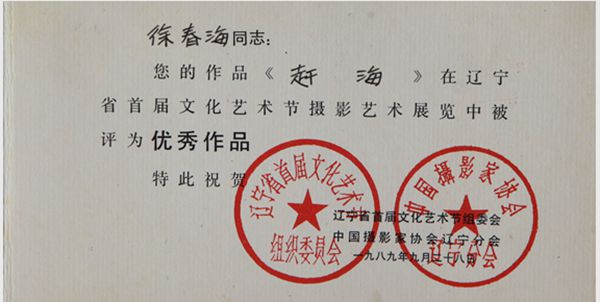 徐春海同志：
您的作品《赶 海》在辽宁
省首届文化艺术节摄影艺术展览中被
评为优秀作品
特此祝贺
辽宁省首届文化艺术节
组织委员会
中国摄影家协会
辽宁分会
辽宁省首届文化艺术节组委会
中国摄影家协会辽宁分会
一九八九年九月二十八日